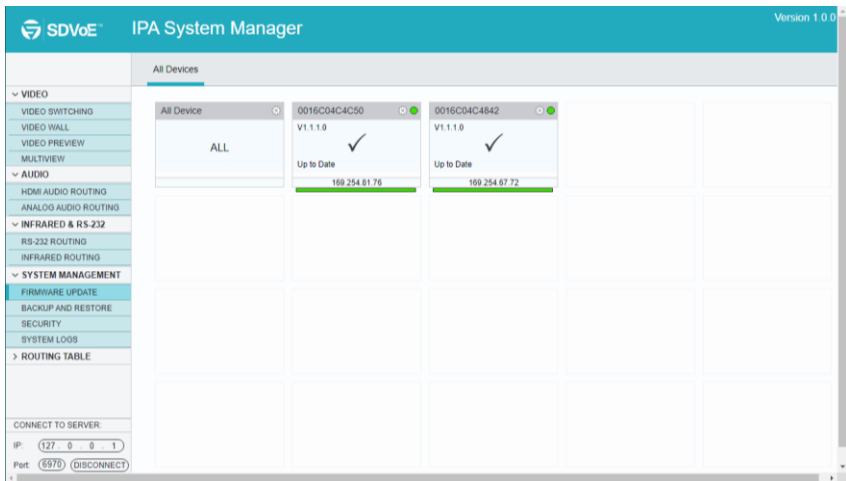 SDVoE™
IPA System Manager
Version 1.0.0
All Devices
VIDEO
VIDEO SWITCHING
VIDEO WALL
VIDEO PREVIEW
MULTIVIEW
AUDIO
HDMI AUDIO ROUTING
ANALOG AUDIO ROUTING
INFRARED & RS-232
RS-232 ROUTING
INFRARED ROUTING
SYSTEM MANAGEMENT
FIRMWARE UPDATE
BACKUP AND RESTORE
SECURITY
SYSTEM LOGS
ROUTING TABLE
CONNECT TO SERVER:
IP: 127 . 0 . 0 . 1
Port: 6970 DISCONNECT
All Device
ALL
0016C04C4C50
V1.1.1.0
Up to Date
169.254.61.76
0016C04C4842
V1.1.1.0
Up to Date
169.254.67.72